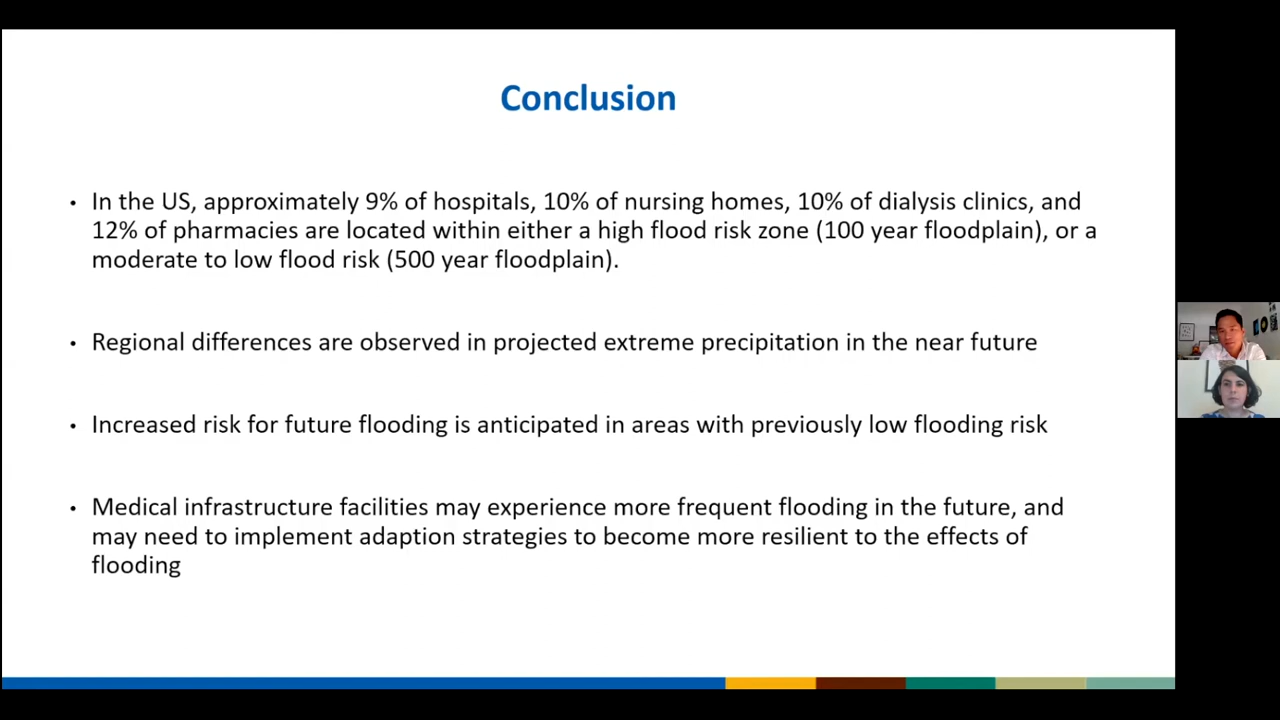 Conclusion
• In the US, approximately 9% of hospitals, 10% of nursing homes, 10% of dialysis clinics, and
12% of pharmacies are located within either a high flood risk zone (100 year floodplain), or a
moderate to low flood risk (500 year floodplain).
• Regional differences are observed in projected extreme precipitation in the near future
• Increased risk for future flooding is anticipated in areas with previously low flooding risk
• Medical infrastructure facilities may experience more frequent flooding in the future, and
may need to implement adaption strategies to become more resilient to the effects of
flooding